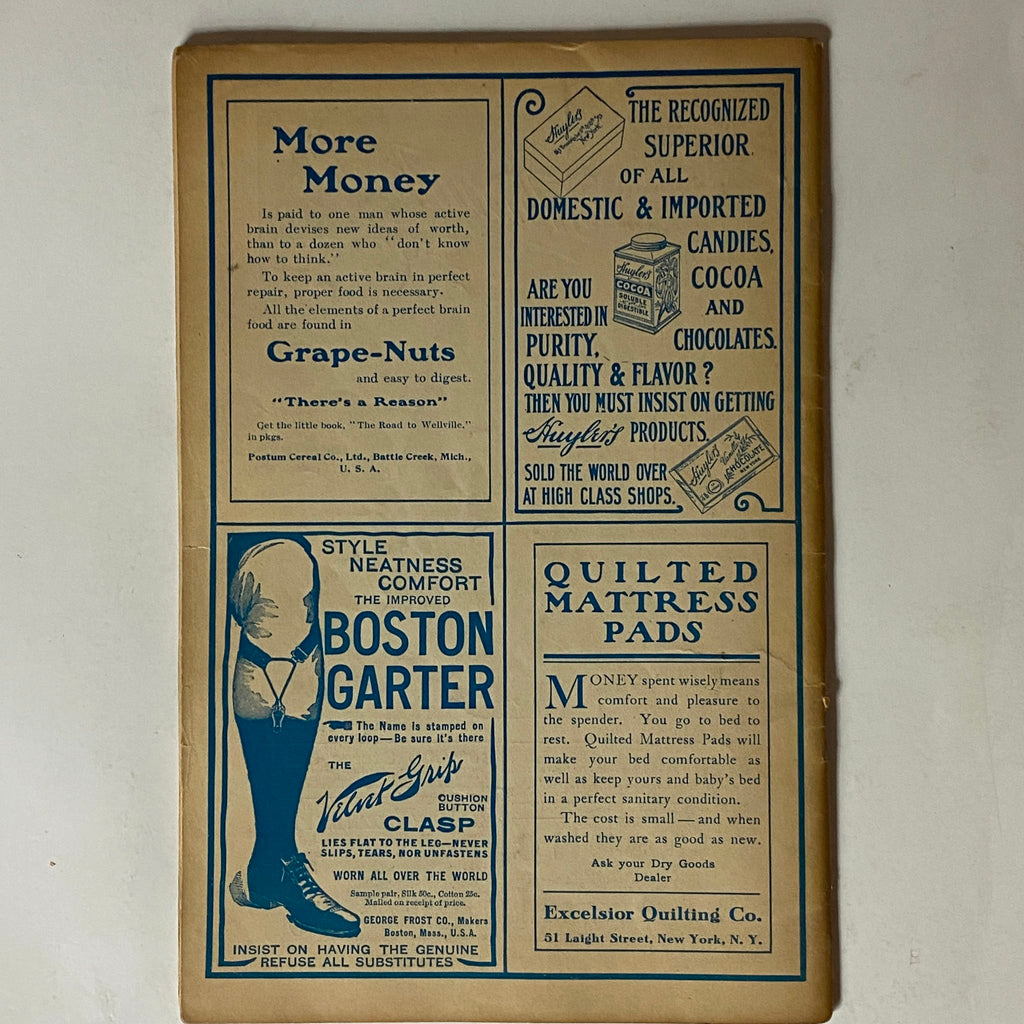 More
Money
Is paid to one man whose active
brain devises new ideas of worth,
than to a dozen who "don't know
how to think."
To keep an active brain in perfect
repair, proper food is necessary.
All the elements of a perfect brain
food are found in
Grape-Nuts
and easy to digest.
"There's a Reason"
Get the little book, "The Road to Wellville,"
in pkgs.
Postum Cereal Co., Ltd., Battle Creek, Mich.,
U. S. A.
Huyler's
New York
THE RECOGNIZED
SUPERIOR
OF ALL
DOMESTIC & IMPORTED
CANDIES,
COCOA
AND
CHOCOLATES.
Huyler's
COCOA
SOLUBLE
DIGESTIBLE
ARE YOU
INTERESTED IN
PURITY,
QUALITY & FLAVOR?
THEN YOU MUST INSIST ON GETTING
Huyler's PRODUCTS.
SOLD THE WORLD OVER
AT HIGH CLASS SHOPS.
Huyler's
Vanilla
CHOCOLATE
NEW YORK
STYLE
NEATNESS
COMFORT
THE IMPROVED
BOSTON
GARTER
The Name is stamped on
every loop—Be sure it's there
THE
Velvet Grip
CUSHION
BUTTON
CLASP
LIES FLAT TO THE LEG—NEVER
SLIPS, TEARS, NOR UNFASTENS
WORN ALL OVER THE WORLD
Sample pair, Silk 50c., Cotton 25c.
Mailed on receipt of price.
GEORGE FROST CO., Makers
Boston, Mass., U.S.A.
INSIST ON HAVING THE GENUINE
REFUSE ALL SUBSTITUTES
QUILTED
MATTRESS
PADS
MONEY spent wisely means
comfort and pleasure to
the spender. You go to bed to
rest. Quilted Mattress Pads will
make your bed comfortable as
well as keep yours and baby's bed
in a perfect sanitary condition.
The cost is small — and when
washed they are as good as new.
Ask your Dry Goods
Dealer
Excelsior Quilting Co.
51 Laight Street, New York, N. Y.